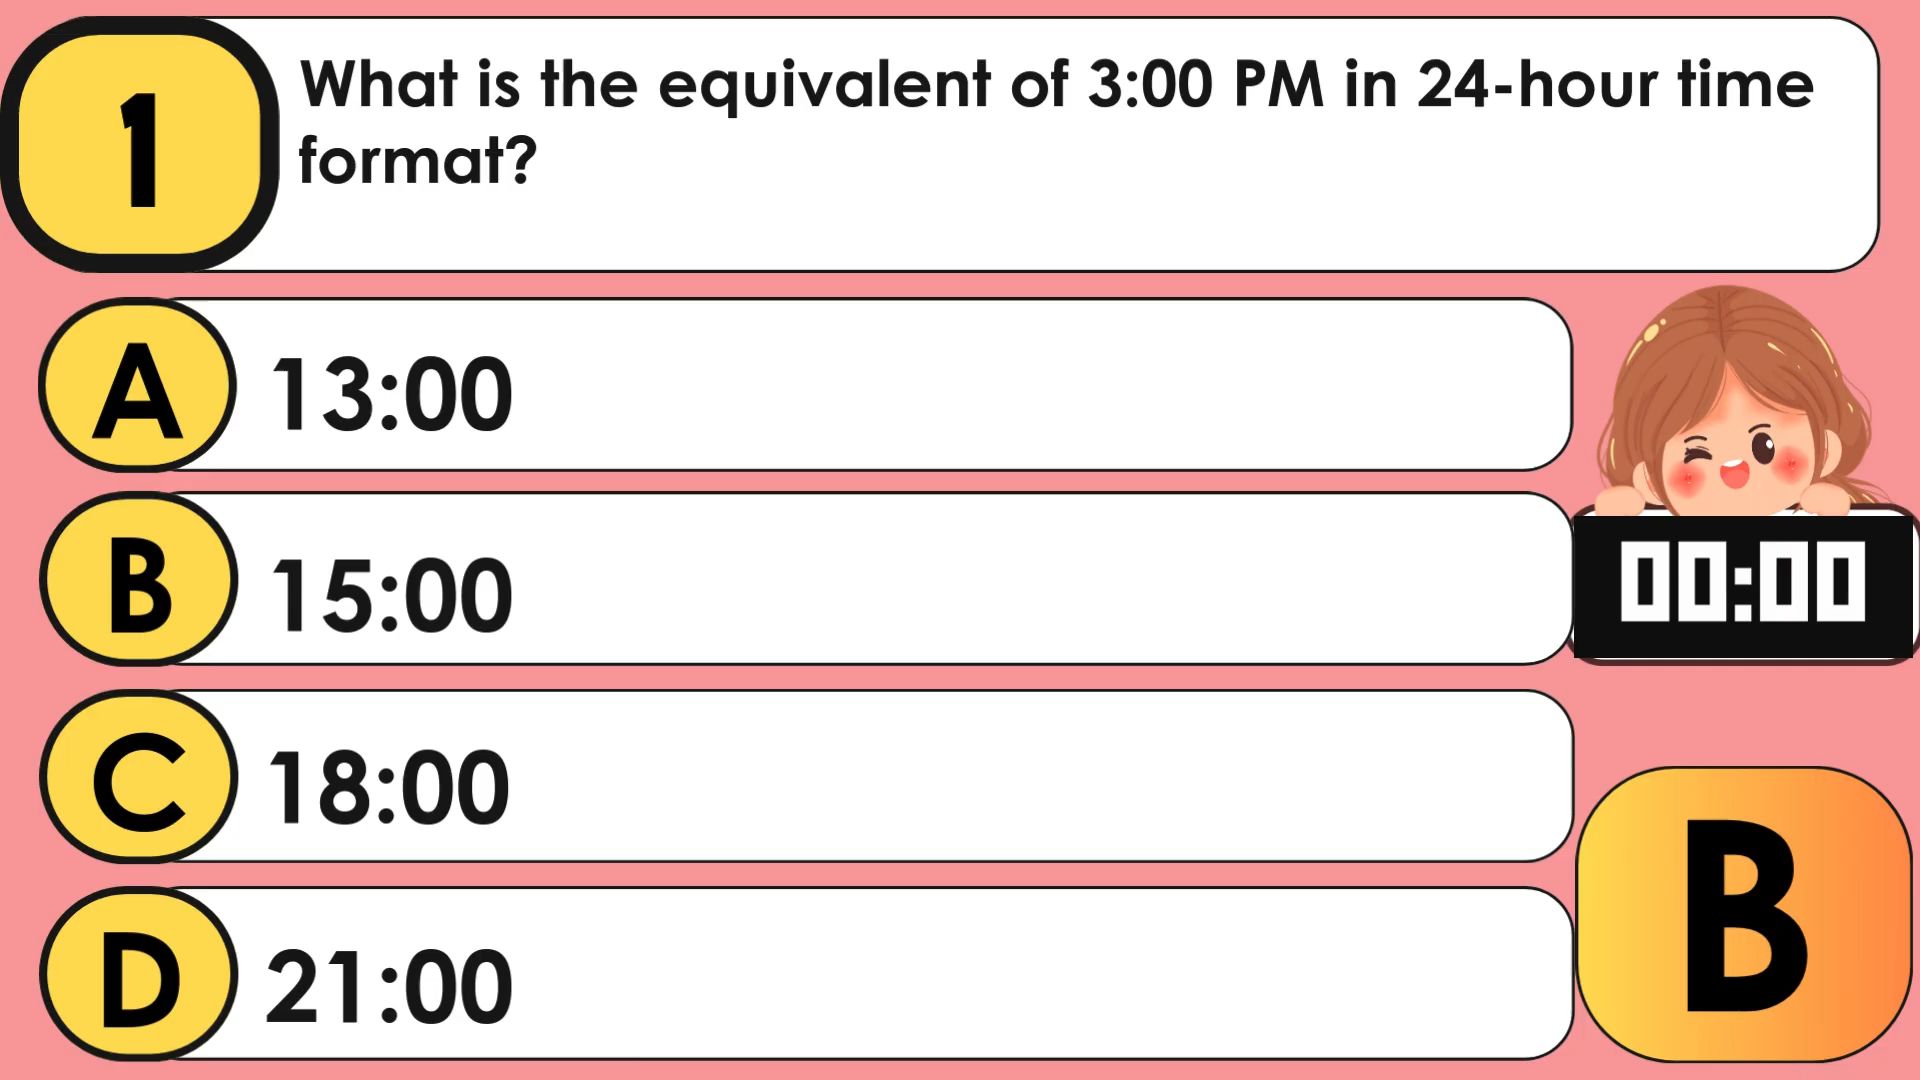 1
What is the equivalent of 3:00 PM in 24-hour time
format?
A
13:00
B
15:00
00:00
C
18:00
B
D
21:00